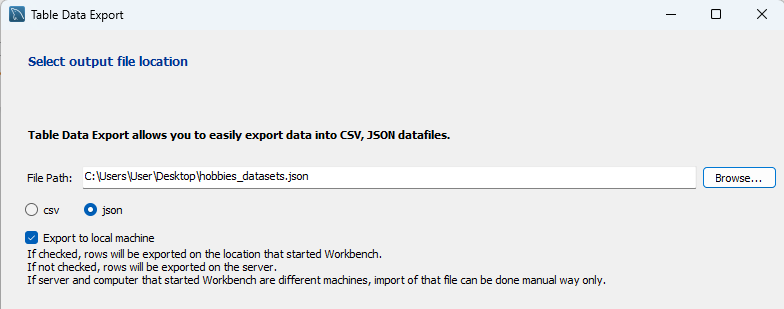 Table Data Export
Select output file location
Table Data Export allows you to easily export data into CSV, JSON datafiles.
File Path: C:\Users\User\Desktop\hobbies_datasets.json Browse...
csv json
Export to local machine
If checked, rows will be exported on the location that started Workbench.
If not checked, rows will be exported on the server.
If server and computer that started Workbench are different machines, import of that file can be done manual way only.